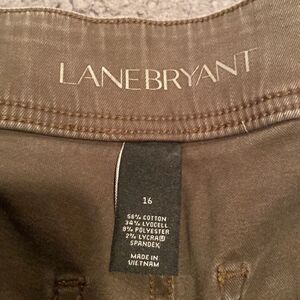 LANEBRYANT
16
56% COTTON
34% LYOCELL
8% POLYESTER
2% LYCRA®
SPANDEX
MADE IN
VIETNAM